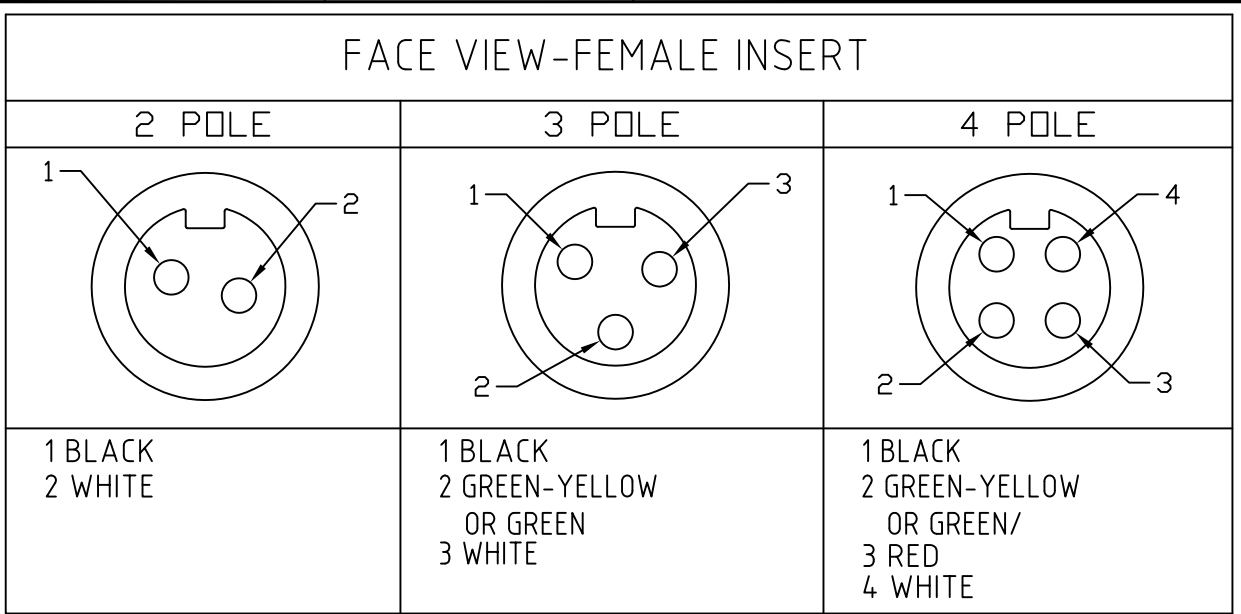 FACE VIEW-FEMALE INSERT
2 POLE
3 POLE
4 POLE
1
2
1
3
2
1
4
2
3
1 BLACK
2 WHITE
1 BLACK
2 GREEN-YELLOW
OR GREEN
3 WHITE
1 BLACK
2 GREEN-YELLOW
OR GREEN/
3 RED
4 WHITE